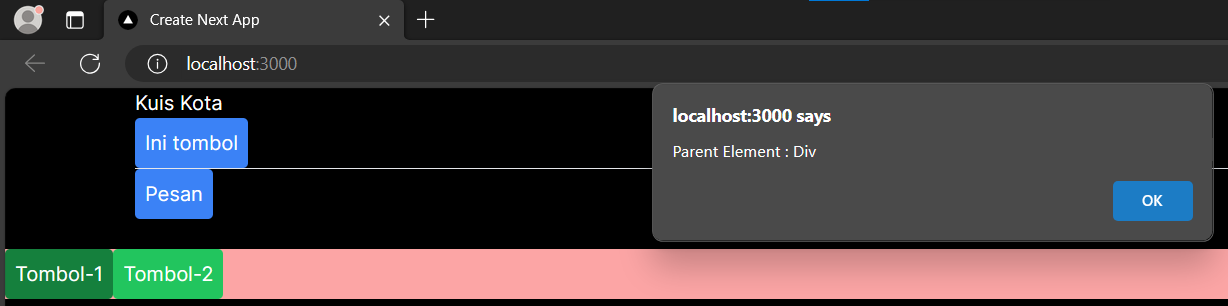 Create Next App
localhost:3000
localhost:3000 says
Parent Element : Div
OK
Kuis Kota
Ini tombol
Pesan
Tombol-1 Tombol-2